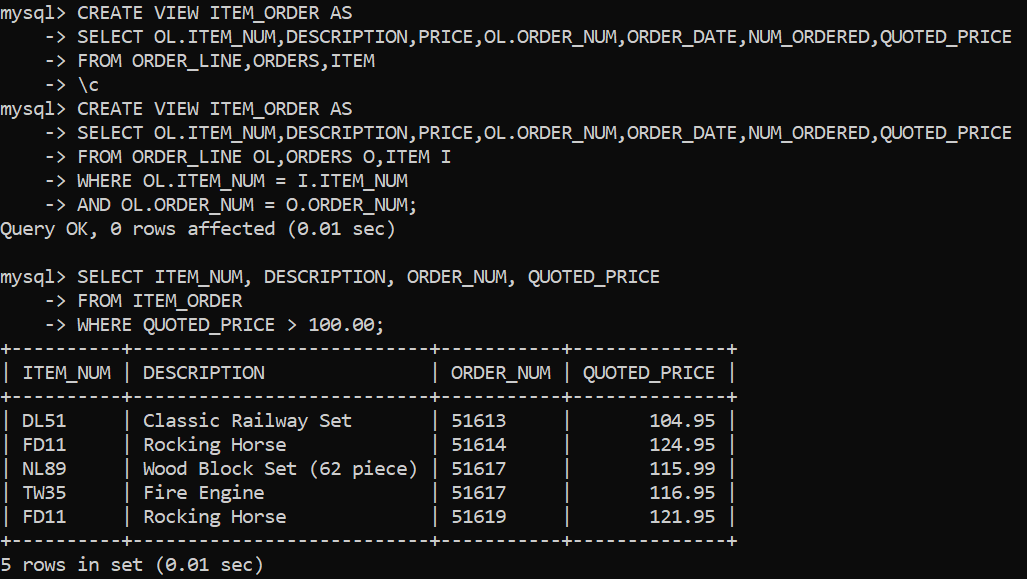 mysql> CREATE VIEW ITEM_ORDER AS
    -> SELECT OL.ITEM_NUM,DESCRIPTION,PRICE,OL.ORDER_NUM,ORDER_DATE,NUM_ORDERED,QUOTED_PRICE
    -> FROM ORDER_LINE,ORDERS,ITEM
    -> \c
mysql> CREATE VIEW ITEM_ORDER AS
    -> SELECT OL.ITEM_NUM,DESCRIPTION,PRICE,OL.ORDER_NUM,ORDER_DATE,NUM_ORDERED,QUOTED_PRICE
    -> FROM ORDER_LINE OL,ORDERS O,ITEM I
    -> WHERE OL.ITEM_NUM = I.ITEM_NUM
    -> AND OL.ORDER_NUM = O.ORDER_NUM;
Query OK, 0 rows affected (0.01 sec)

mysql> SELECT ITEM_NUM, DESCRIPTION, ORDER_NUM, QUOTED_PRICE
    -> FROM ITEM_ORDER
    -> WHERE QUOTED_PRICE > 100.00;
+----------+---------------------------+-----------+--------------+
| ITEM_NUM | DESCRIPTION               | ORDER_NUM | QUOTED_PRICE |
+----------+---------------------------+-----------+--------------+
| DL51     | Classic Railway Set       | 51613     |       104.95 |
| FD11     | Rocking Horse             | 51614     |       124.95 |
| NL89     | Wood Block Set (62 piece) | 51617     |       115.99 |
| TW35     | Fire Engine               | 51617     |       116.95 |
| FD11     | Rocking Horse             | 51619     |       121.95 |
+----------+---------------------------+-----------+--------------+
5 rows in set (0.01 sec)